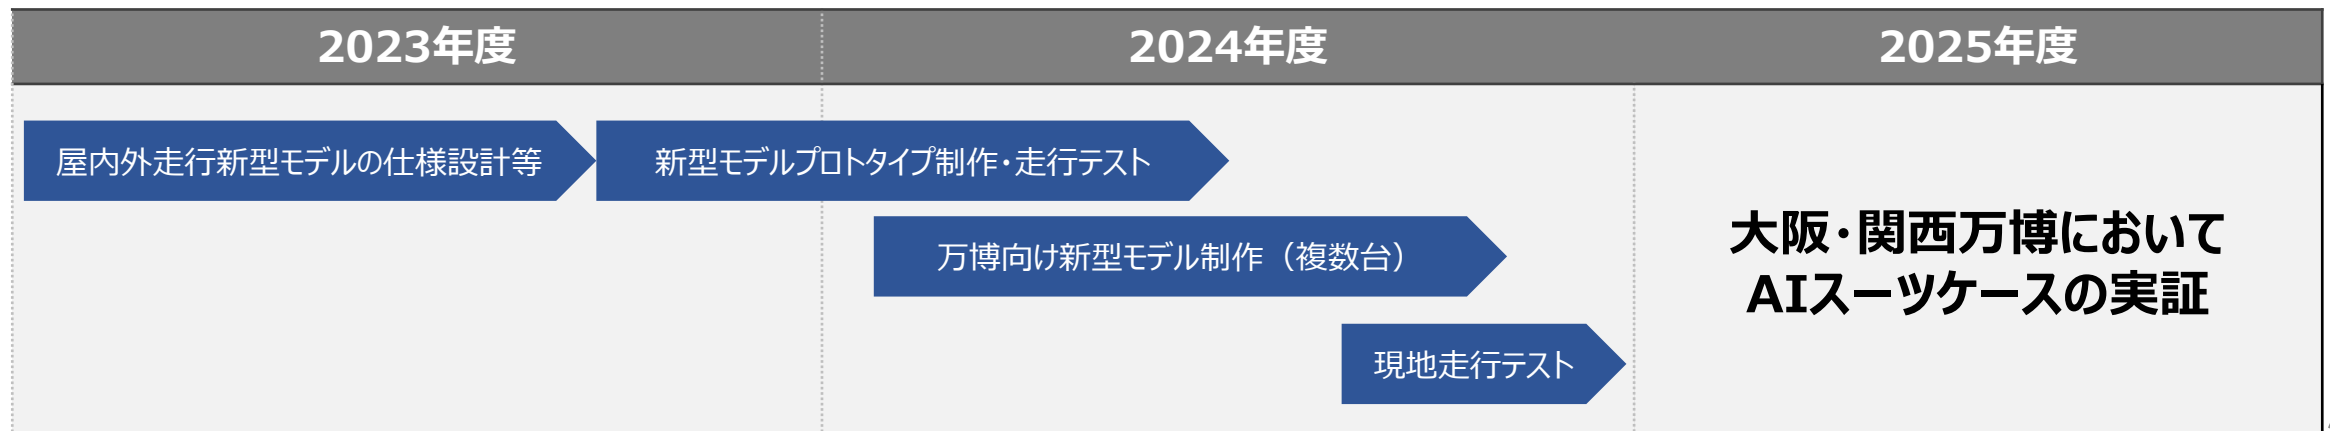 2023年度
2024年度
2025年度
屋内外走行新型モデルの仕様設計等
新型モデルプロトタイプ制作・走行テスト
万博向け新型モデル制作（複数台）
現地走行テスト
大阪・関西万博において
AIスーツケースの実証